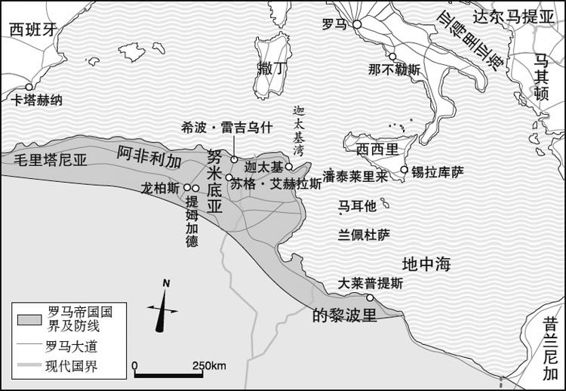 西班牙
罗马
亚得里亚海
达尔马提亚
马其顿
撒丁
那不勒斯
卡塔赫纳
希波·雷吉乌什
迦太基湾
西西里
毛里塔尼亚
阿非利加
努米底亚
迦太基
潘泰莱里来
锡拉库萨
龙柏斯
苏格·艾赫拉斯
提姆加德
马耳他
兰佩杜萨
地中海
大莱普提斯
的黎波里
昔兰尼加
N
罗马帝国国
界及防线
罗马大道
现代国界
0 250km